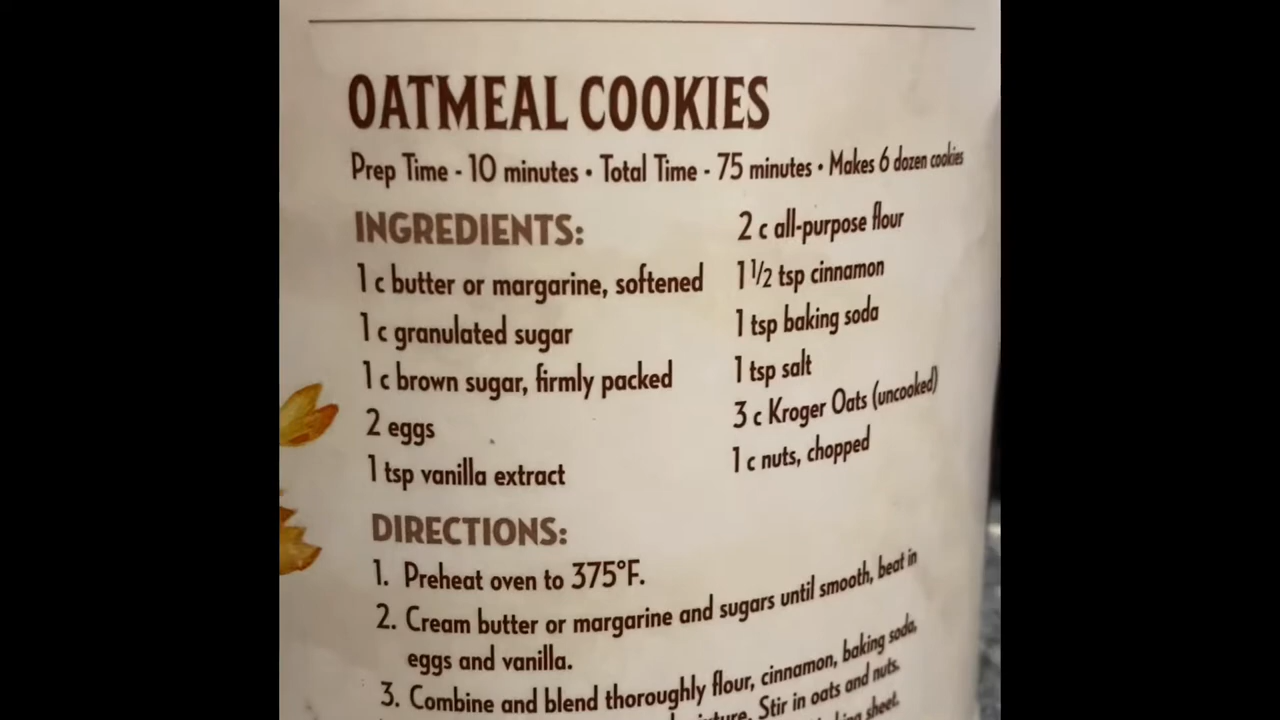 OATMEAL COOKIES
Prep Time - 10 minutes • Total Time - 75 minutes • Makes 6 dozen cookies
INGREDIENTS:
1 c butter or margarine, softened
1 c granulated sugar
1 c brown sugar, firmly packed
2 eggs
1 tsp vanilla extract
2 c all-purpose flour
1 1/2 tsp cinnamon
1 tsp baking soda
1 tsp salt
3 c Kroger Oats (uncooked)
1 c nuts, chopped
DIRECTIONS:
1. Preheat oven to 375°F.
2. Cream butter or margarine and sugars until smooth, beat in
eggs and vanilla.
3. Combine and blend thoroughly flour, cinnamon, baking soda,
Stir in oats and nuts.
sheet.